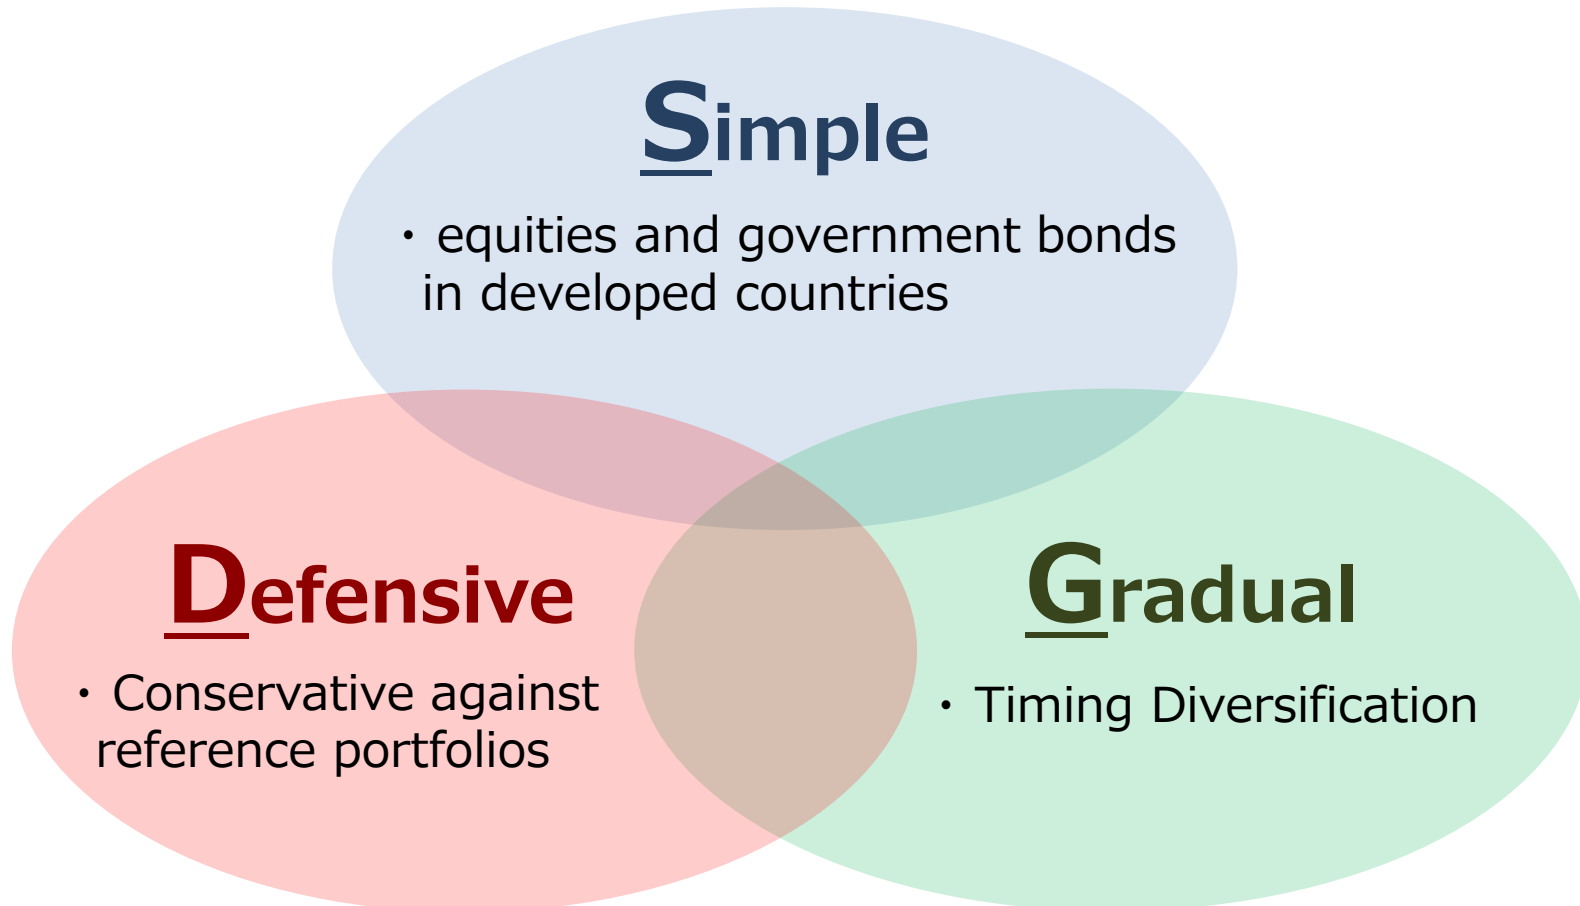 Simple
・equities and government bonds
in developed countries
Defensive
・Conservative against
reference portfolios
Gradual
・Timing Diversification